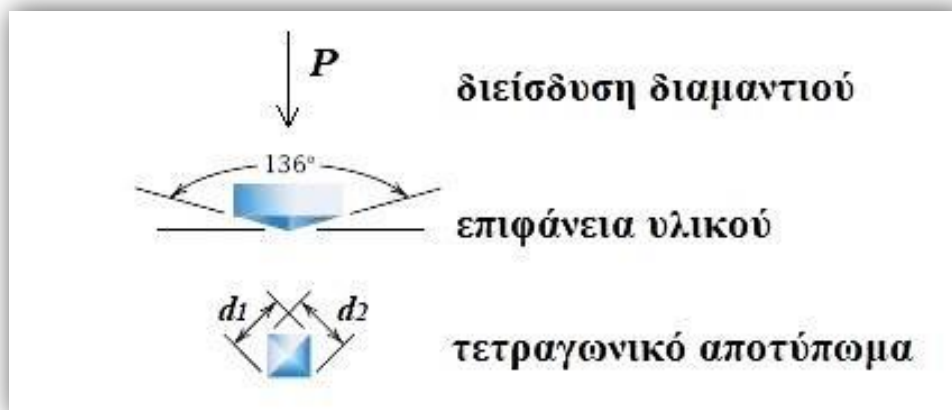 P
διείσδυση διαμαντιού
136°
επιφάνεια υλικού
d1 d2
τετραγωνικό αποτύπωμα